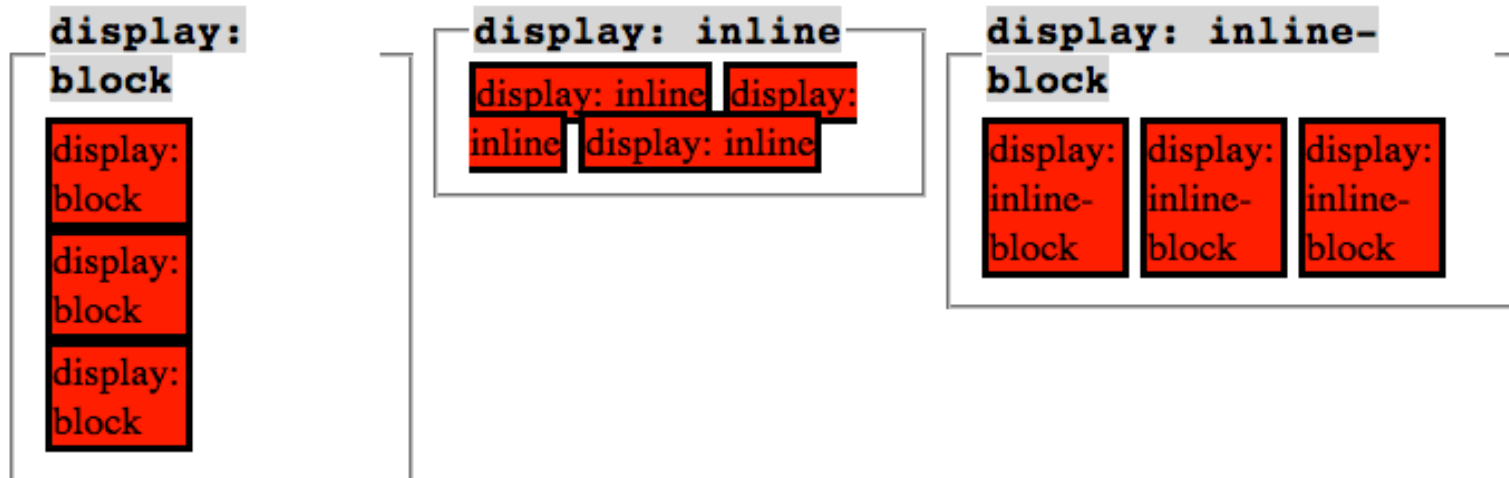 display:
block
display:
block
display:
block
display:
block
display: inline
display: inline display:
inline display: inline
display: inline-
block
display: display: display:
inline- inline- inline-
block block block